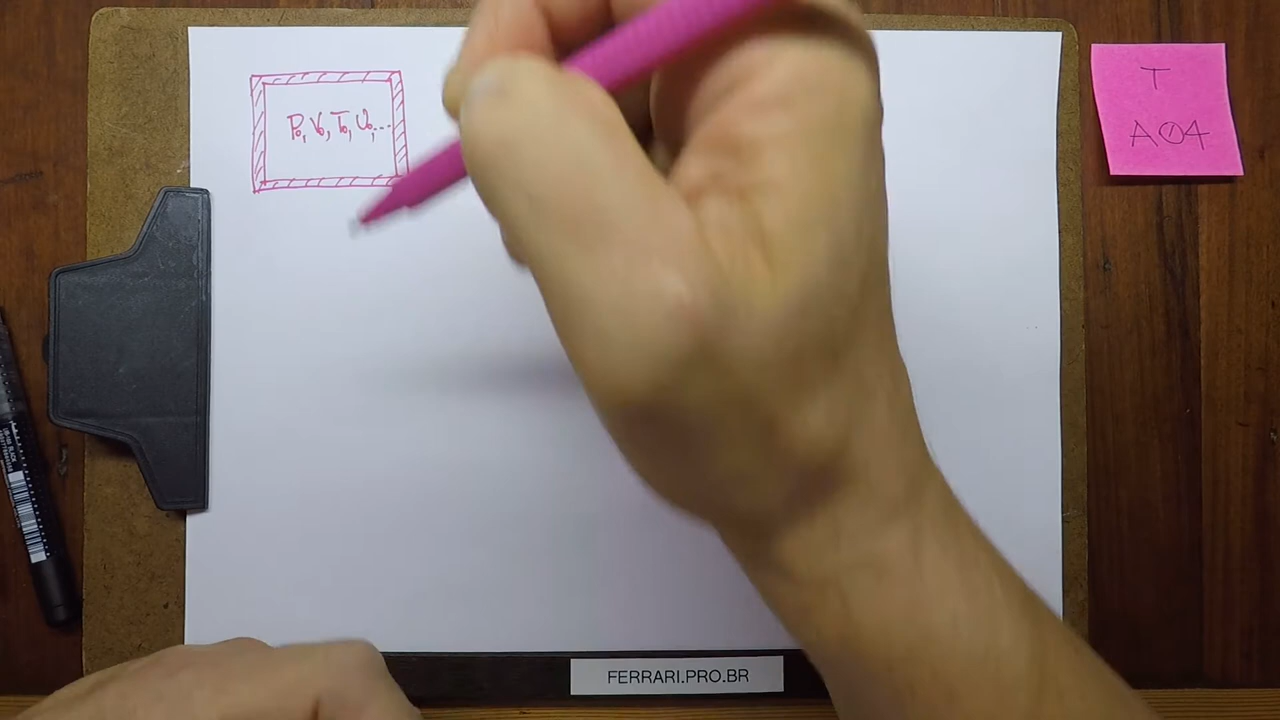 P₀, V₀, T₀, U₀,...
T
A04
FERRARI.PRO.BR